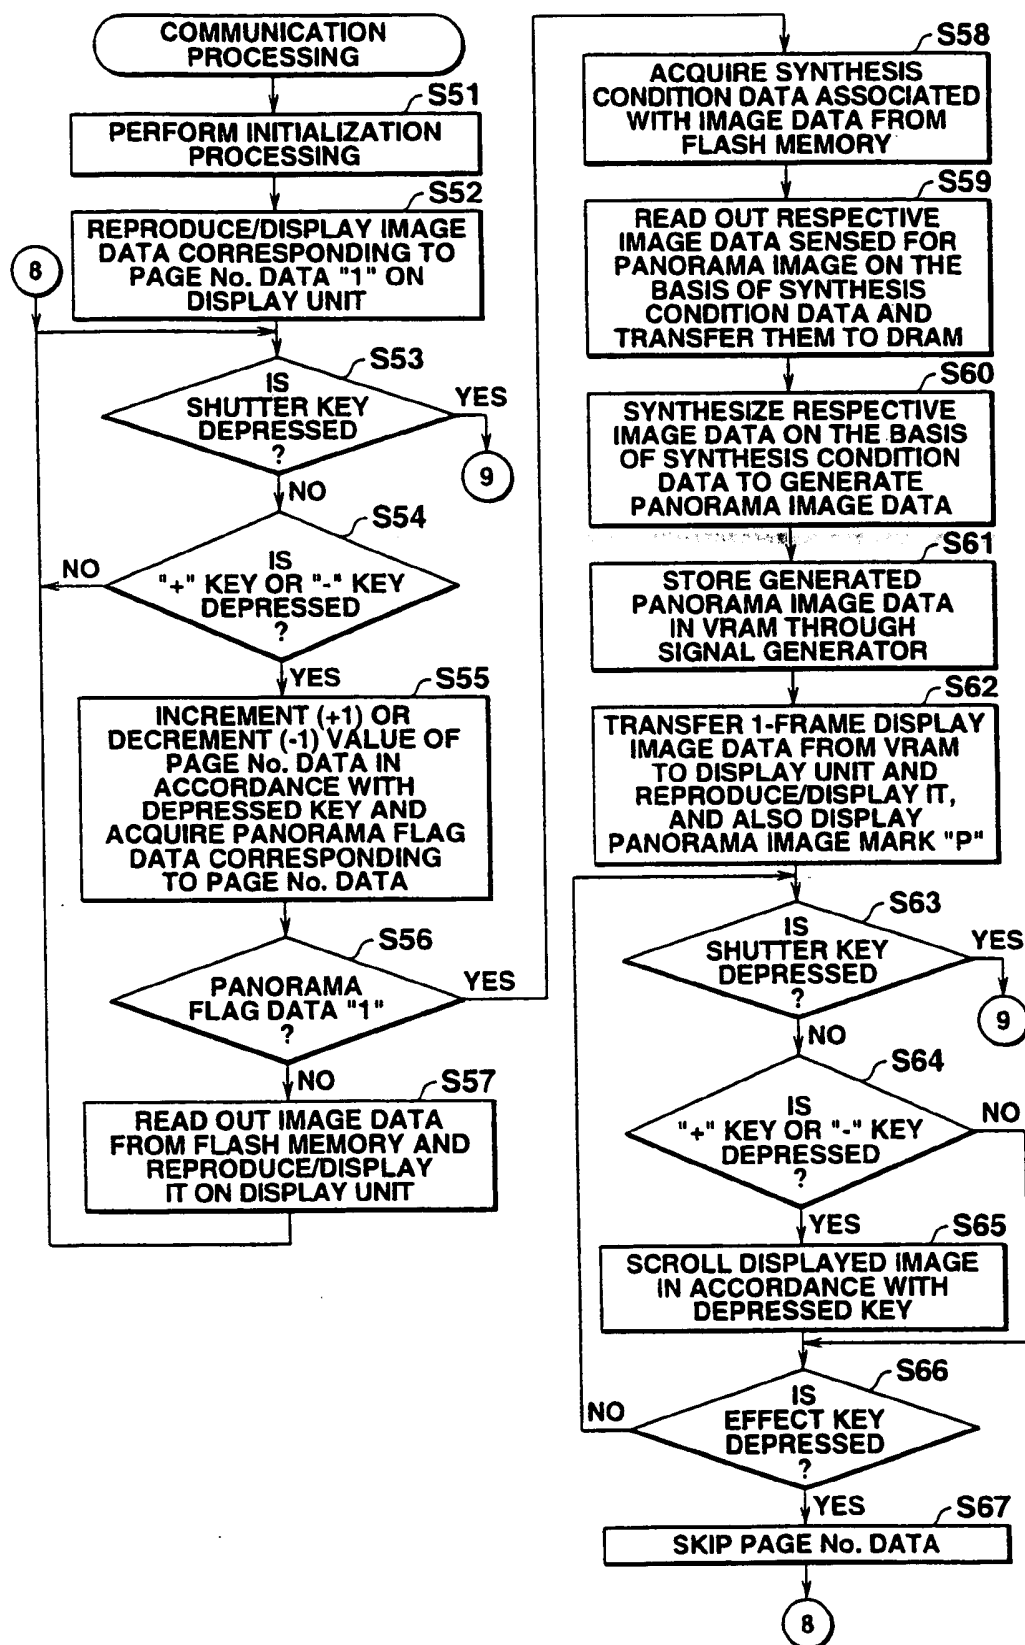 COMMUNICATION
PROCESSING
S51
PERFORM INITIALIZATION
PROCESSING
S52
REPRODUCE/DISPLAY IMAGE
DATA CORRESPONDING TO
PAGE No. DATA "1" ON
DISPLAY UNIT
8
S53
IS
SHUTTER KEY
DEPRESSED
?
YES
9
NO
S54
IS
"+" KEY OR "-" KEY
DEPRESSED
?
NO
YES
S55
INCREMENT (+1) OR
DECREMENT (-1) VALUE OF
PAGE No. DATA IN
ACCORDANCE WITH
DEPRESSED KEY AND
ACQUIRE PANORAMA FLAG
DATA CORRESPONDING
TO PAGE No. DATA
S56
PANORAMA
FLAG DATA "1"
?
YES
NO
S57
READ OUT IMAGE DATA
FROM FLASH MEMORY AND
REPRODUCE/DISPLAY
IT ON DISPLAY UNIT
S58
ACQUIRE SYNTHESIS
CONDITION DATA ASSOCIATED
WITH IMAGE DATA FROM
FLASH MEMORY
S59
READ OUT RESPECTIVE
IMAGE DATA SENSED FOR
PANORAMA IMAGE ON THE
BASIS OF SYNTHESIS
CONDITION DATA AND
TRANSFER THEM TO DRAM
S60
SYNTHESIZE RESPECTIVE
IMAGE DATA ON THE BASIS
OF SYNTHESIS CONDITION
DATA TO GENERATE
PANORAMA IMAGE DATA
S61
STORE GENERATED
PANORAMA IMAGE DATA
IN VRAM THROUGH
SIGNAL GENERATOR
S62
TRANSFER 1-FRAME DISPLAY
IMAGE DATA FROM VRAM
TO DISPLAY UNIT AND
REPRODUCE/DISPLAY IT,
AND ALSO DISPLAY
PANORAMA IMAGE MARK "P"
S63
IS
SHUTTER KEY
DEPRESSED
?
YES
9
NO
S64
IS
"+" KEY OR "-" KEY
DEPRESSED
?
NO
YES
S65
SCROLL DISPLAYED IMAGE
IN ACCORDANCE WITH
DEPRESSED KEY
S66
IS
EFFECT KEY
DEPRESSED
?
NO
YES
S67
SKIP PAGE No. DATA
8